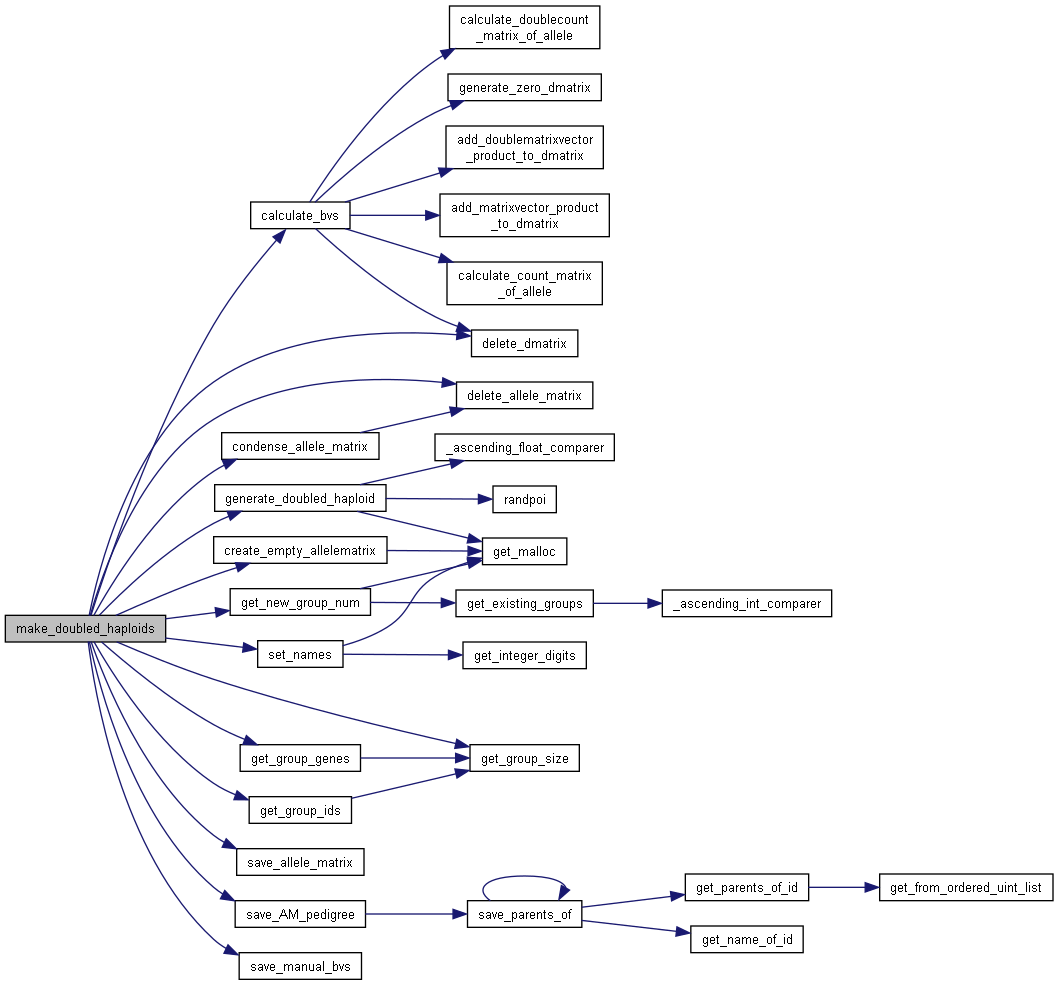 calculate_doublecount
_matrix_of_allele
generate_zero_dmatrix
add_doublematrixvector
_product_to_dmatrix
add_matrixvector_product
_to_dmatrix
calculate_bvs
calculate_count_matrix
_of_allele
delete_dmatrix
delete_allele_matrix
condense_allele_matrix
_ascending_float_comparer
generate_doubled_haploid
randpoi
create_empty_allelematrix
get_malloc
get_new_group_num
get_existing_groups
_ascending_int_comparer
make_doubled_haploids
set_names
get_integer_digits
get_group_genes
get_group_size
get_group_ids
save_allele_matrix
get_parents_of_id
get_from_ordered_uint_list
save_AM_pedigree
save_parents_of
get_name_of_id
save_manual_bvs